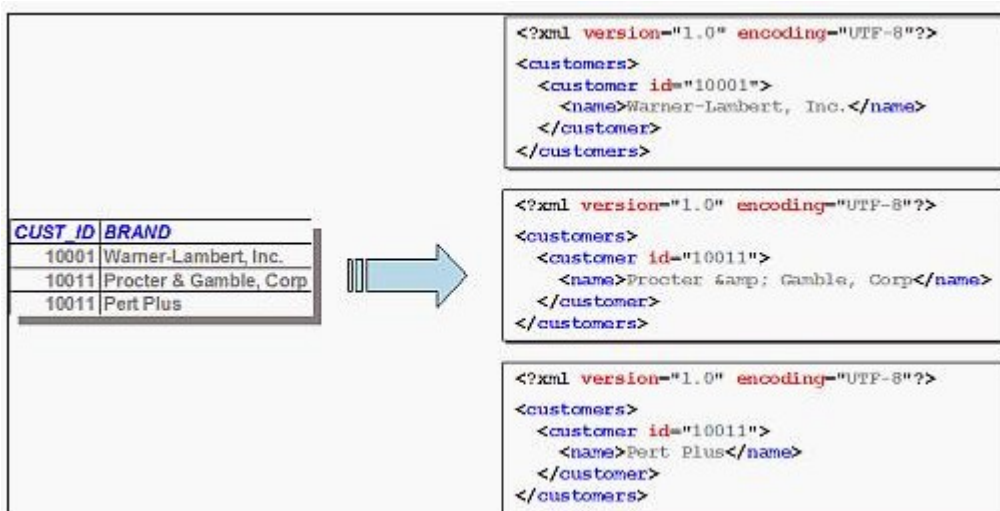 CUST_ID BRAND
10001 Warner-Lambert, Inc.
10011 Procter & Gamble, Corp
10011 Pert Plus
<?xml version="1.0" encoding="UTF-8"?>
<customers>
<customer id="10001">
<name>Warner-Lambert, Inc.</name>
</customer>
</customers>
<?xml version="1.0" encoding="UTF-8"?>
<customers>
<customer id="10011">
<name>Procter &amp; Gamble, Corp</name>
</customer>
</customers>
<?xml version="1.0" encoding="UTF-8"?>
<customers>
<customer id="10011">
<name>Pert Plus</name>
</customer>
</customers>